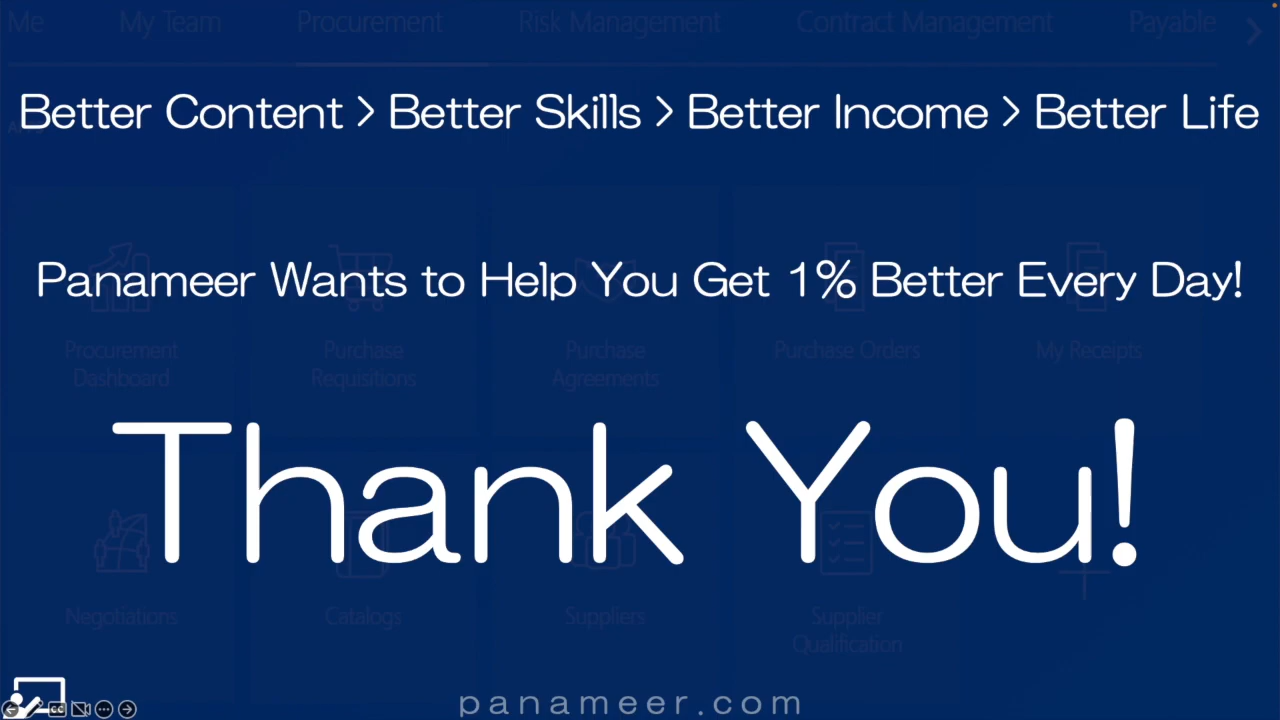 Me My Team Procurement Risk Management Contract Management Payable
Better Content > Better Skills > Better Income > Better Life
Panameer Wants to Help You Get 1% Better Every Day!
Procurement Dashboard
Purchase Requisitions
Purchase Agreements
Purchase Orders
My Receipts
Thank You!
Negotiations
Catalogs
Suppliers
Supplier Qualification
CC
panameer.com